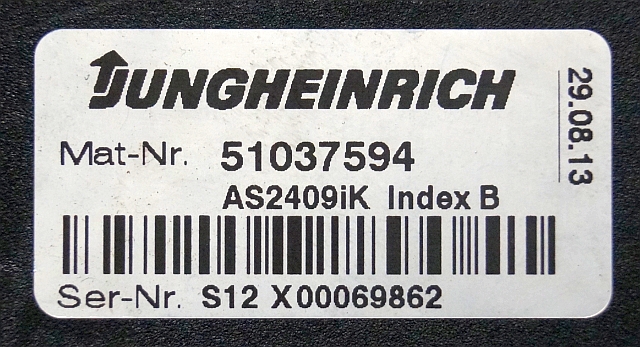 JUNGHEINRICH
Mat-Nr. 51037594
AS2409iK Index B
Ser-Nr. S12 X00069862
29.08.13